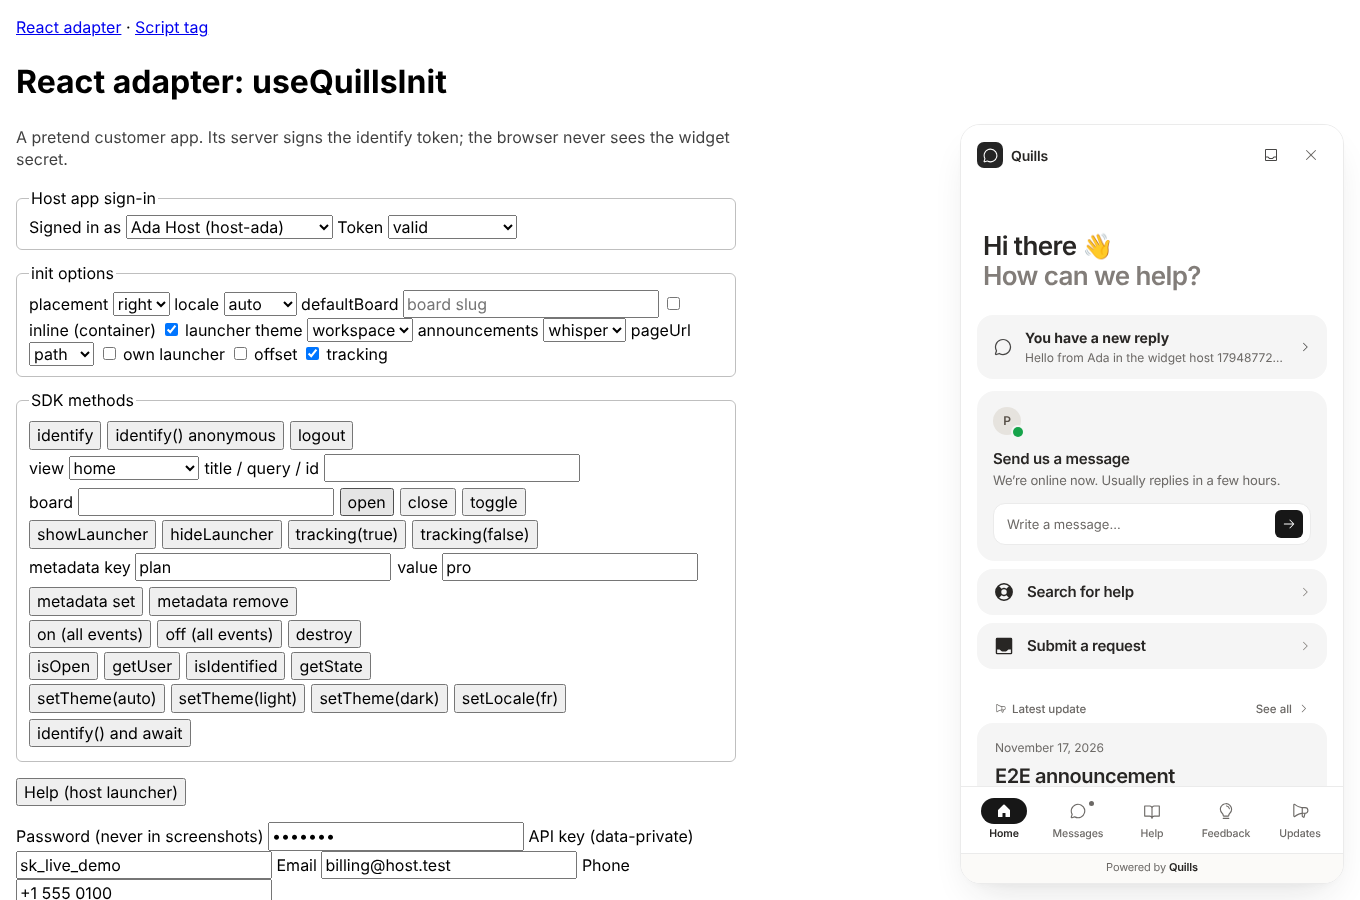 React adapter · Script tag
React adapter: useQuillsInit
A pretend customer app. Its server signs the identify token; the browser never sees the widget
secret.
Host app sign-in
Signed in as Ada Host (host-ada) Token valid
init options
placement right locale auto defaultBoard board slug
inline (container) launcher theme workspace announcements whisper pageUrl
path own launcher offset tracking
SDK methods
identify identify() anonymous logout
view home title / query / id
board open close toggle
showLauncher hideLauncher tracking(true) tracking(false)
metadata key plan value pro
metadata set metadata remove
on (all events) off (all events) destroy
isOpen getUser isIdentified getState
setTheme(auto) setTheme(light) setTheme(dark) setLocale(fr)
identify() and await
Help (host launcher)
Password (never in screenshots) ••••••• API key (data-private)
sk_live_demo Email billing@host.test Phone
+1 555 0100
Quills
Hi there 👋
How can we help?
You have a new reply
Hello from Ada in the widget host 17948772...
P
Send us a message
We're online now. Usually replies in a few hours.
Write a message...
Search for help
Submit a request
Latest update See all
November 17, 2026
E2E announcement
Home Messages Help Feedback Updates
Powered by Quills